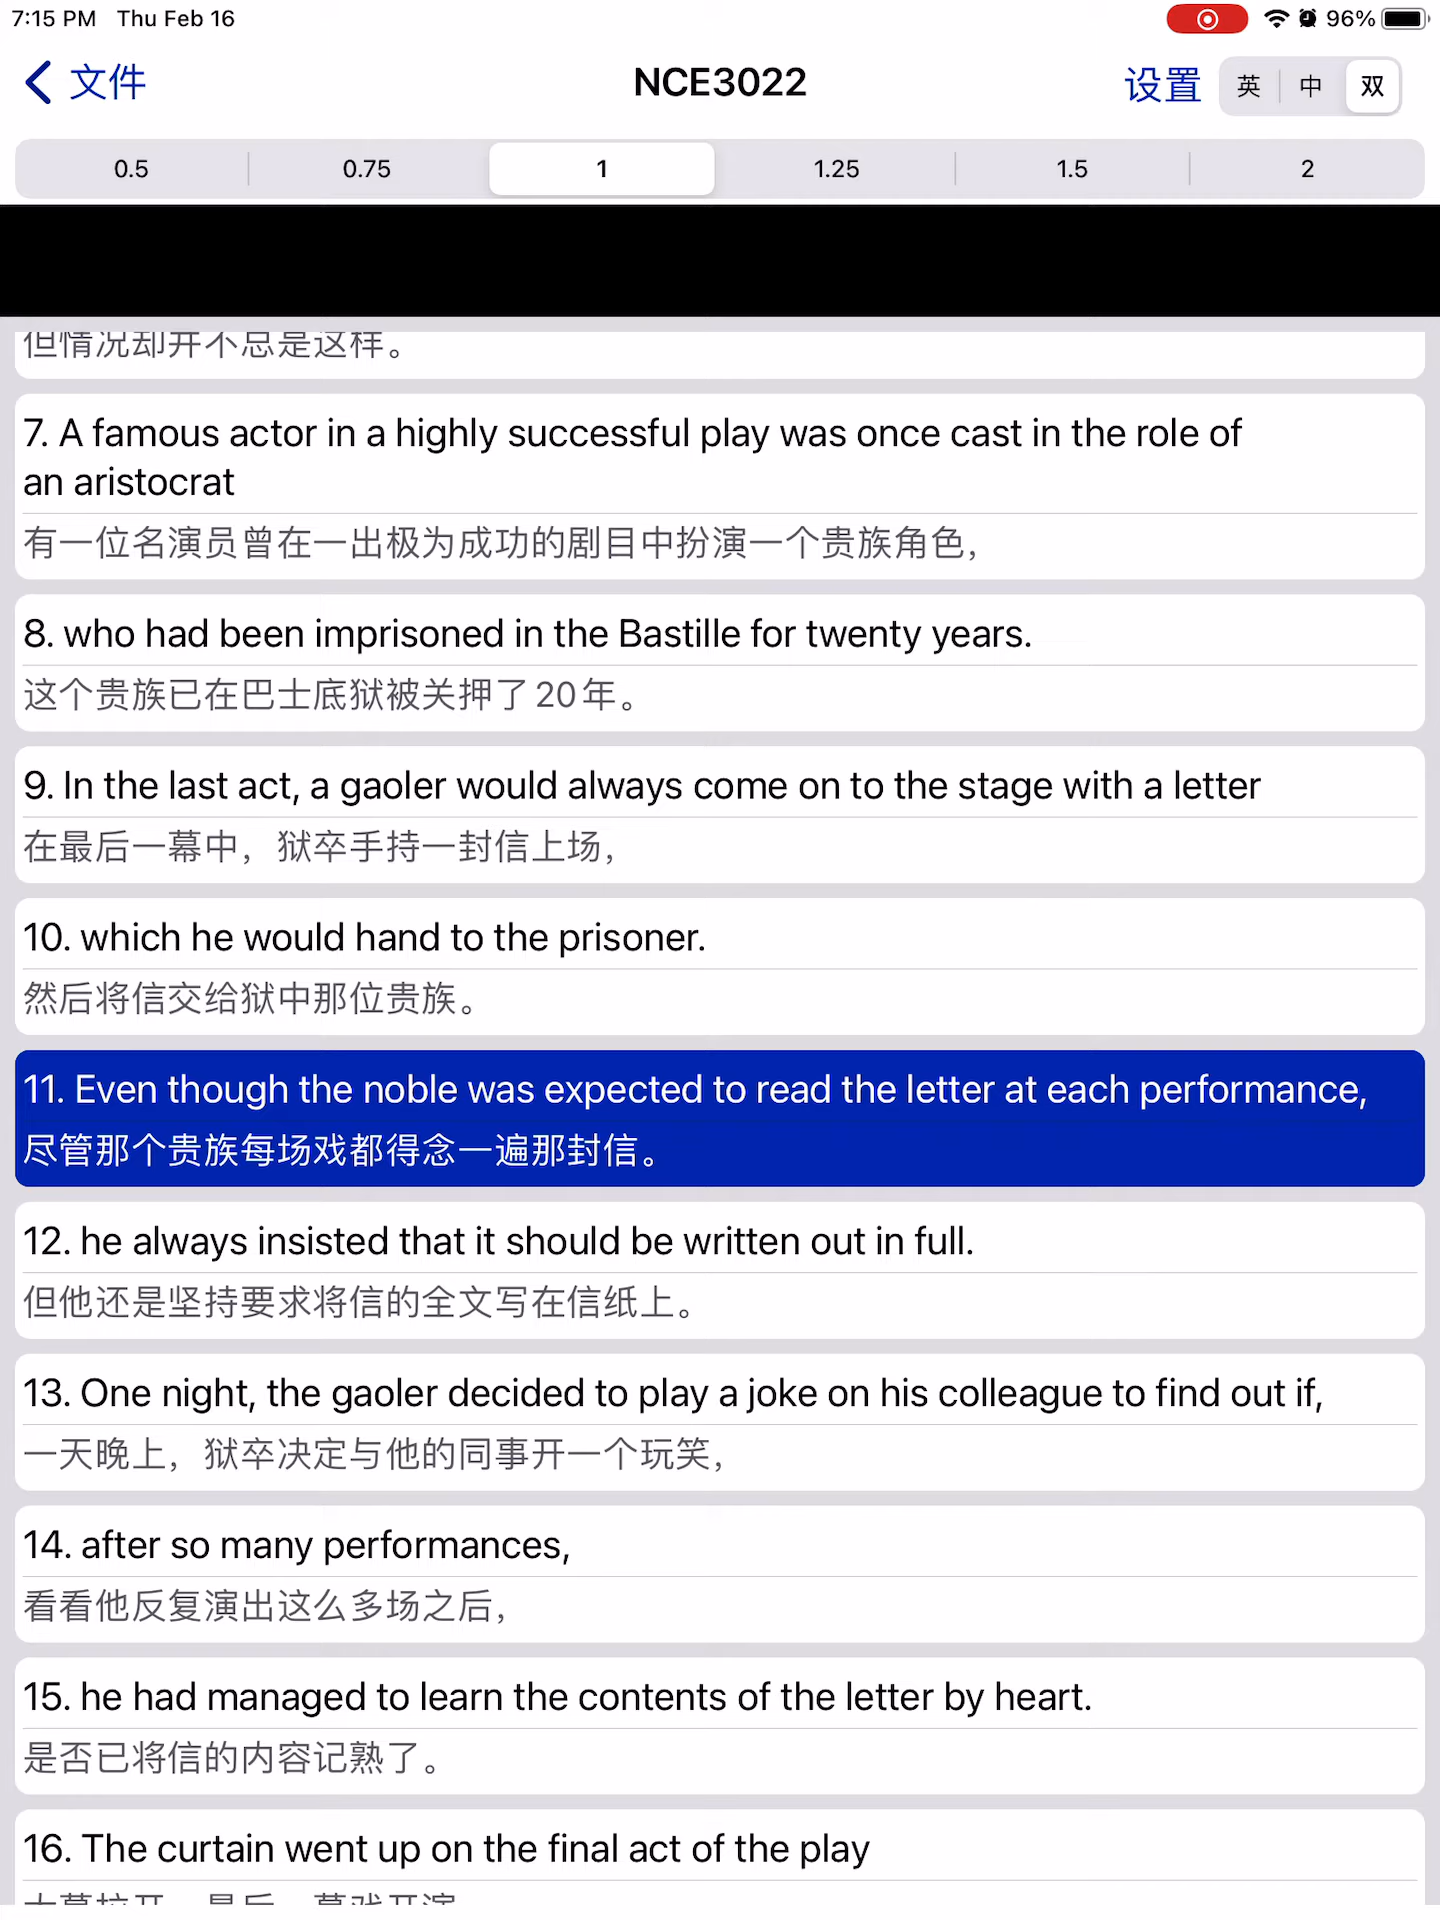 7:15 PM Thu Feb 16 96%
文件 NCE3022 设置 英 中 双
0.5 0.75 1 1.25 1.5 2
但情况却并不总是这样。
7. A famous actor in a highly successful play was once cast in the role of
an aristocrat
有一位名演员曾在一出极为成功的剧目中扮演一个贵族角色，
8. who had been imprisoned in the Bastille for twenty years.
这个贵族已在巴士底狱被关押了20年。
9. In the last act, a gaoler would always come on to the stage with a letter
在最后一幕中，狱卒手持一封信上场，
10. which he would hand to the prisoner.
然后将信交给狱中那位贵族。
11. Even though the noble was expected to read the letter at each performance,
尽管那个贵族每场戏都得念一遍那封信。
12. he always insisted that it should be written out in full.
但他还是坚持要求将信的全文写在信纸上。
13. One night, the gaoler decided to play a joke on his colleague to find out if,
一天晚上，狱卒决定与他的同事开一个玩笑，
14. after so many performances,
看看他反复演出这么多场之后，
15. he had managed to learn the contents of the letter by heart.
是否已将信的内容记熟了。
16. The curtain went up on the final act of the play